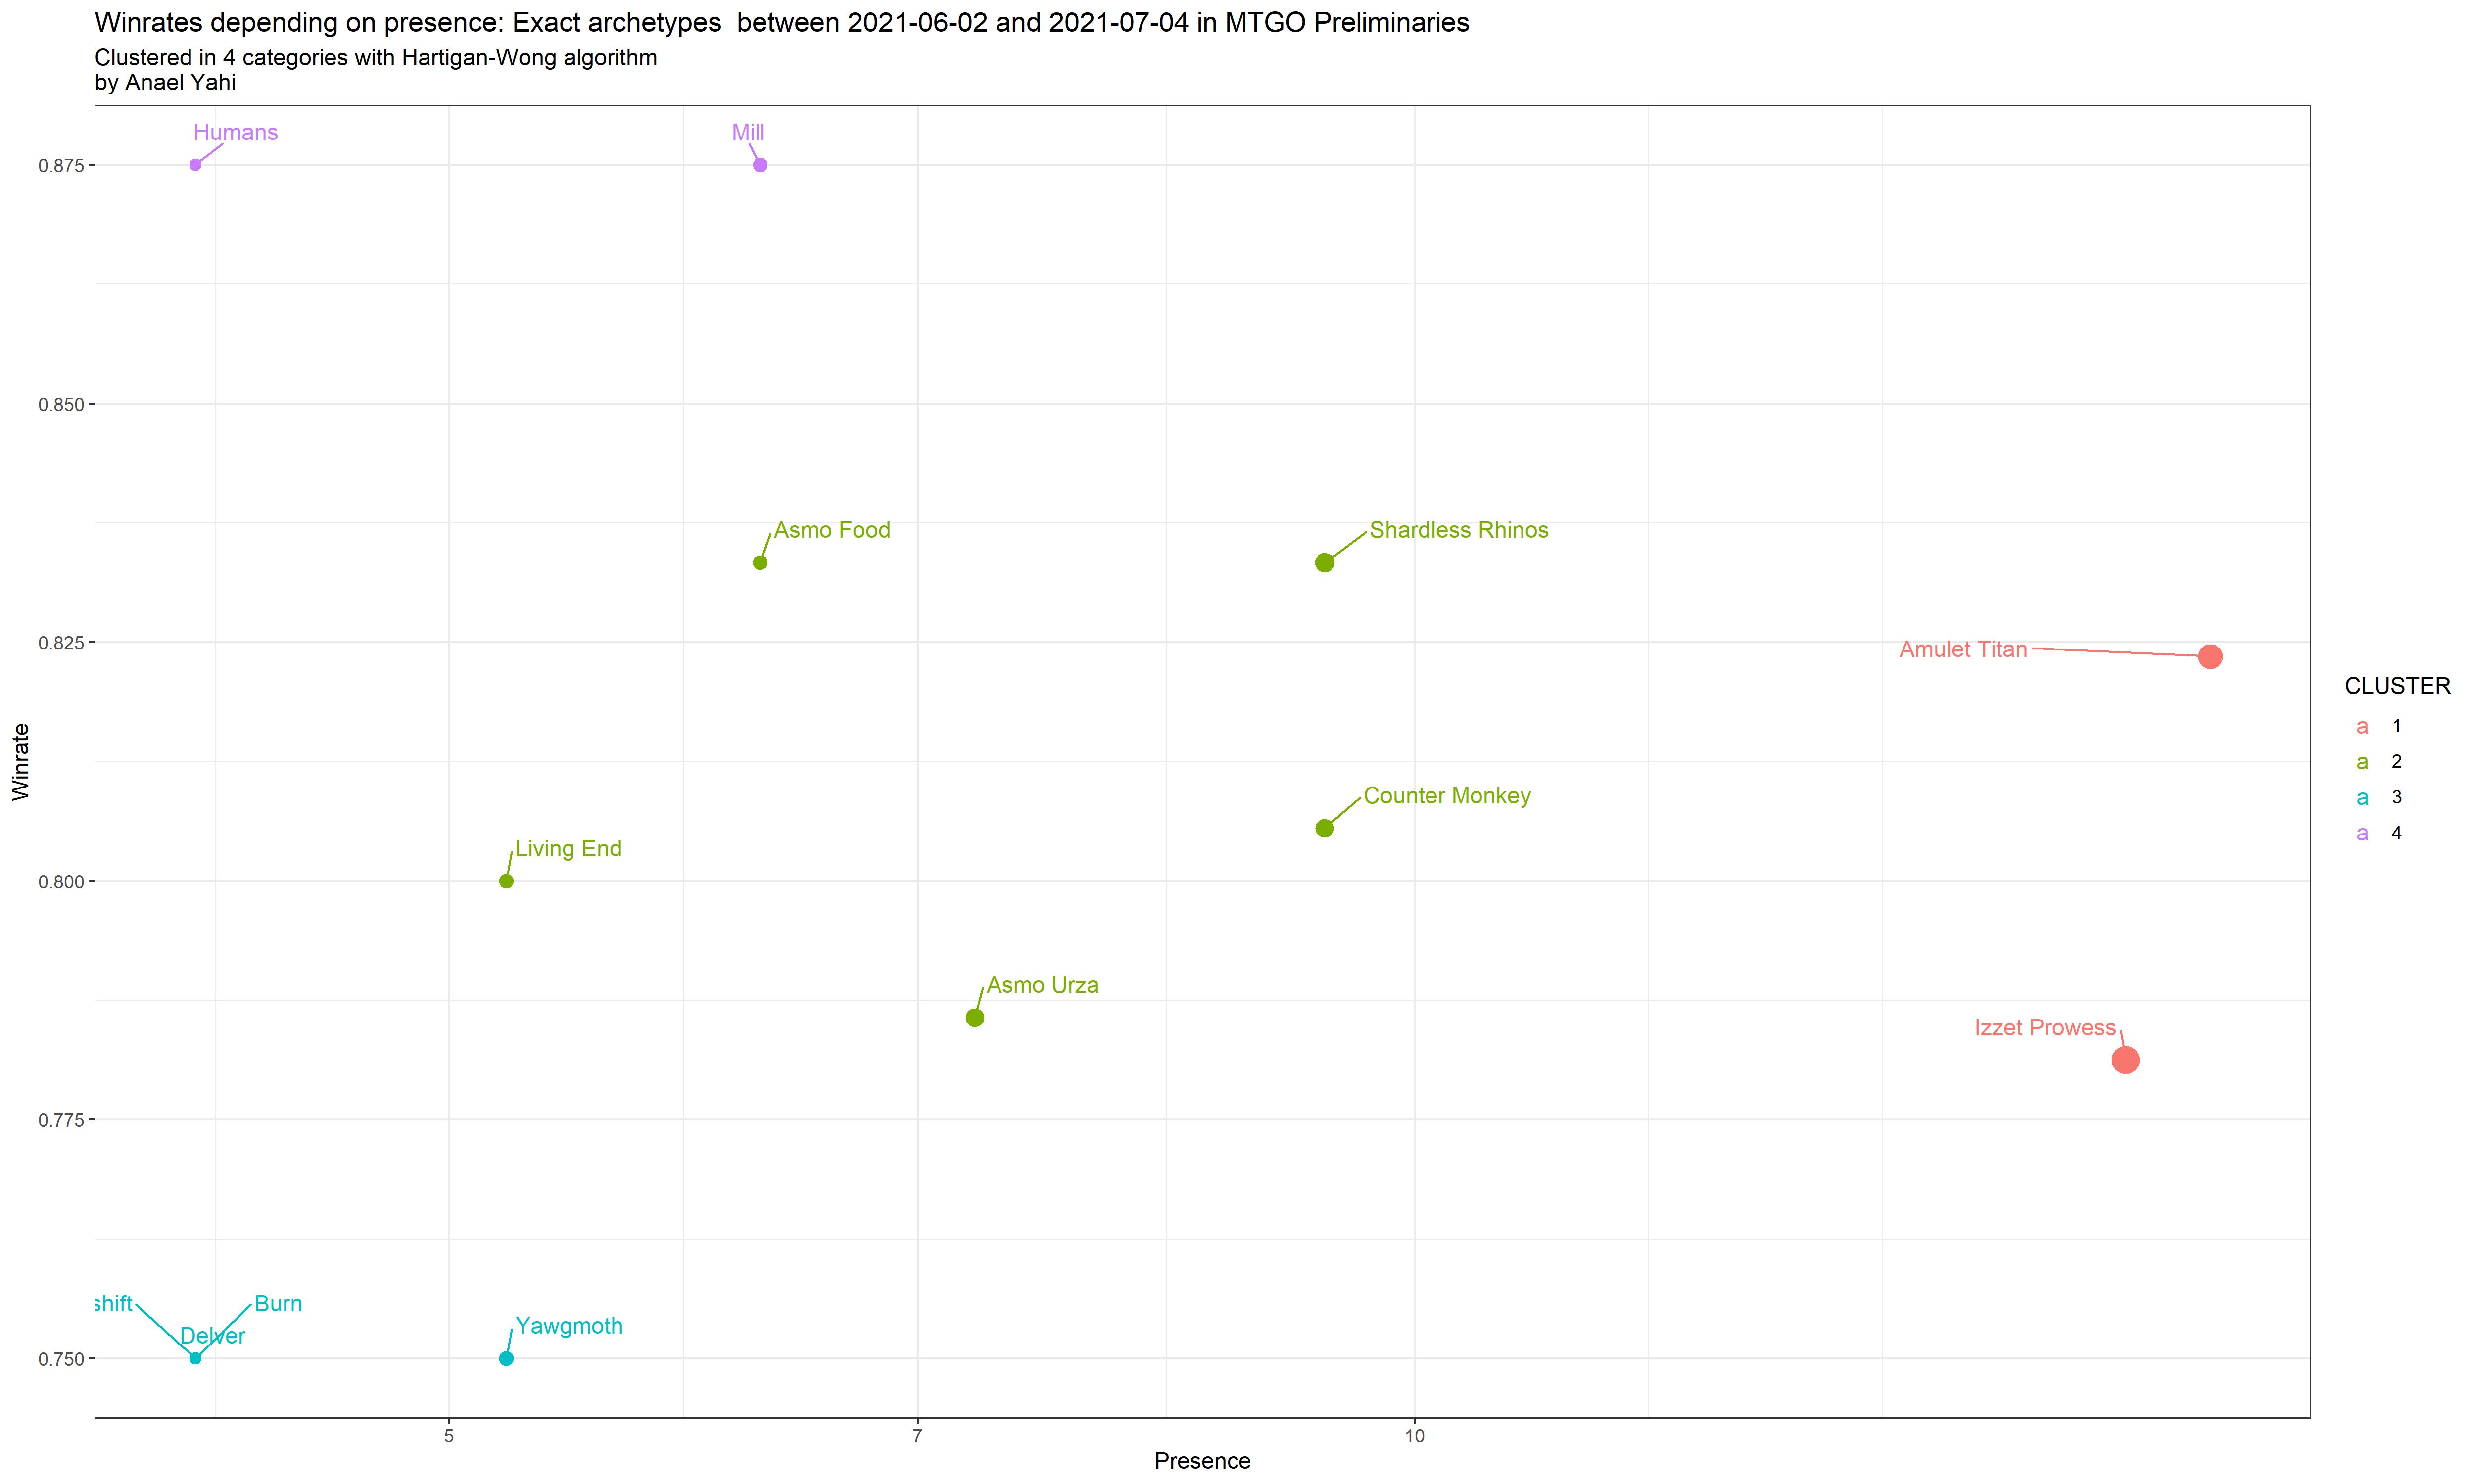 Winrates depending on presence: Exact archetypes  between 2021-06-02 and 2021-07-04 in MTGO Preliminaries
Clustered in 4 categories with Hartigan-Wong algorithm
by Anael Yahi
Humans
Mill
0.875
0.850
Asmo Food
Shardless Rhinos
0.825
Amulet Titan
CLUSTER
a 1
a 2
a 3
a 4
Winrate
Counter Monkey
Living End
0.800
Asmo Urza
Izzet Prowess
0.775
shift
Burn
Delver
Yawgmoth
0.750
5
7
10
Presence